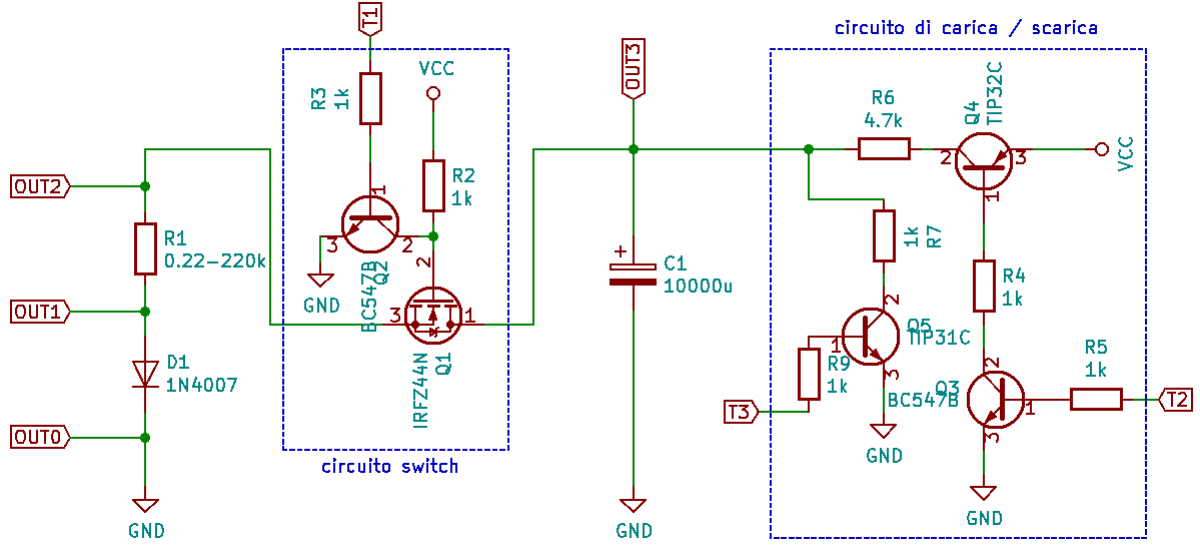 circuito di carica / scarica
T1
OUT3
VCC
R3
1k
R6
4.7k
Q4
TIP32C
2
3
VCC
1
OUT2
R2
1k
1
R1
0.22-220k
3
2
GND
BC547B
Q2
2
R7
1k
C1
10000u
R4
1k
OUT1
3
1
IRFZ44N
Q1
2
Q5
TIP31C
1
3
D1
1N4007
R9
1k
T3
2
Q3
BC547B
1
3
R5
1k
T2
OUT0
circuito switch
GND
GND
GND
GND